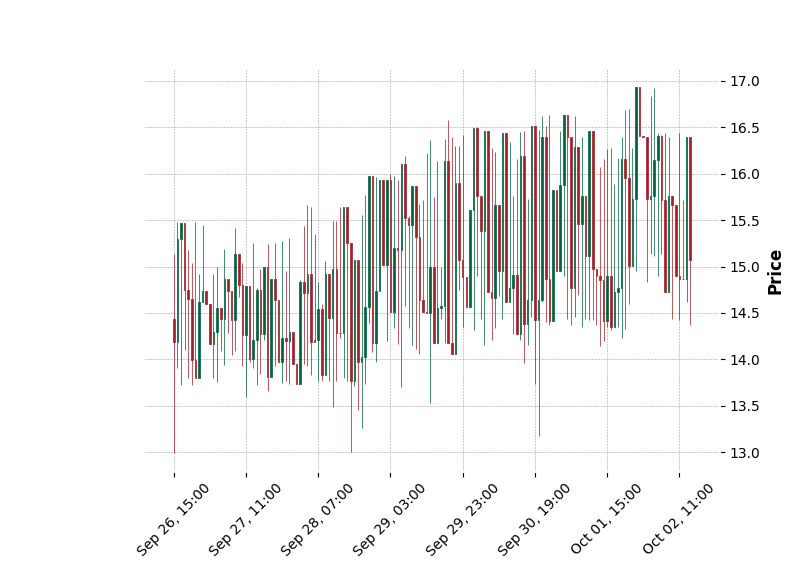 17.0
16.5
16.0
15.5
15.0
14.5
14.0
13.5
13.0
Price
Sep 26, 15:00
Sep 27, 11:00
Sep 28, 07:00
Sep 29, 03:00
Sep 29, 23:00
Sep 30, 19:00
Oct 01, 15:00
Oct 02, 11:00